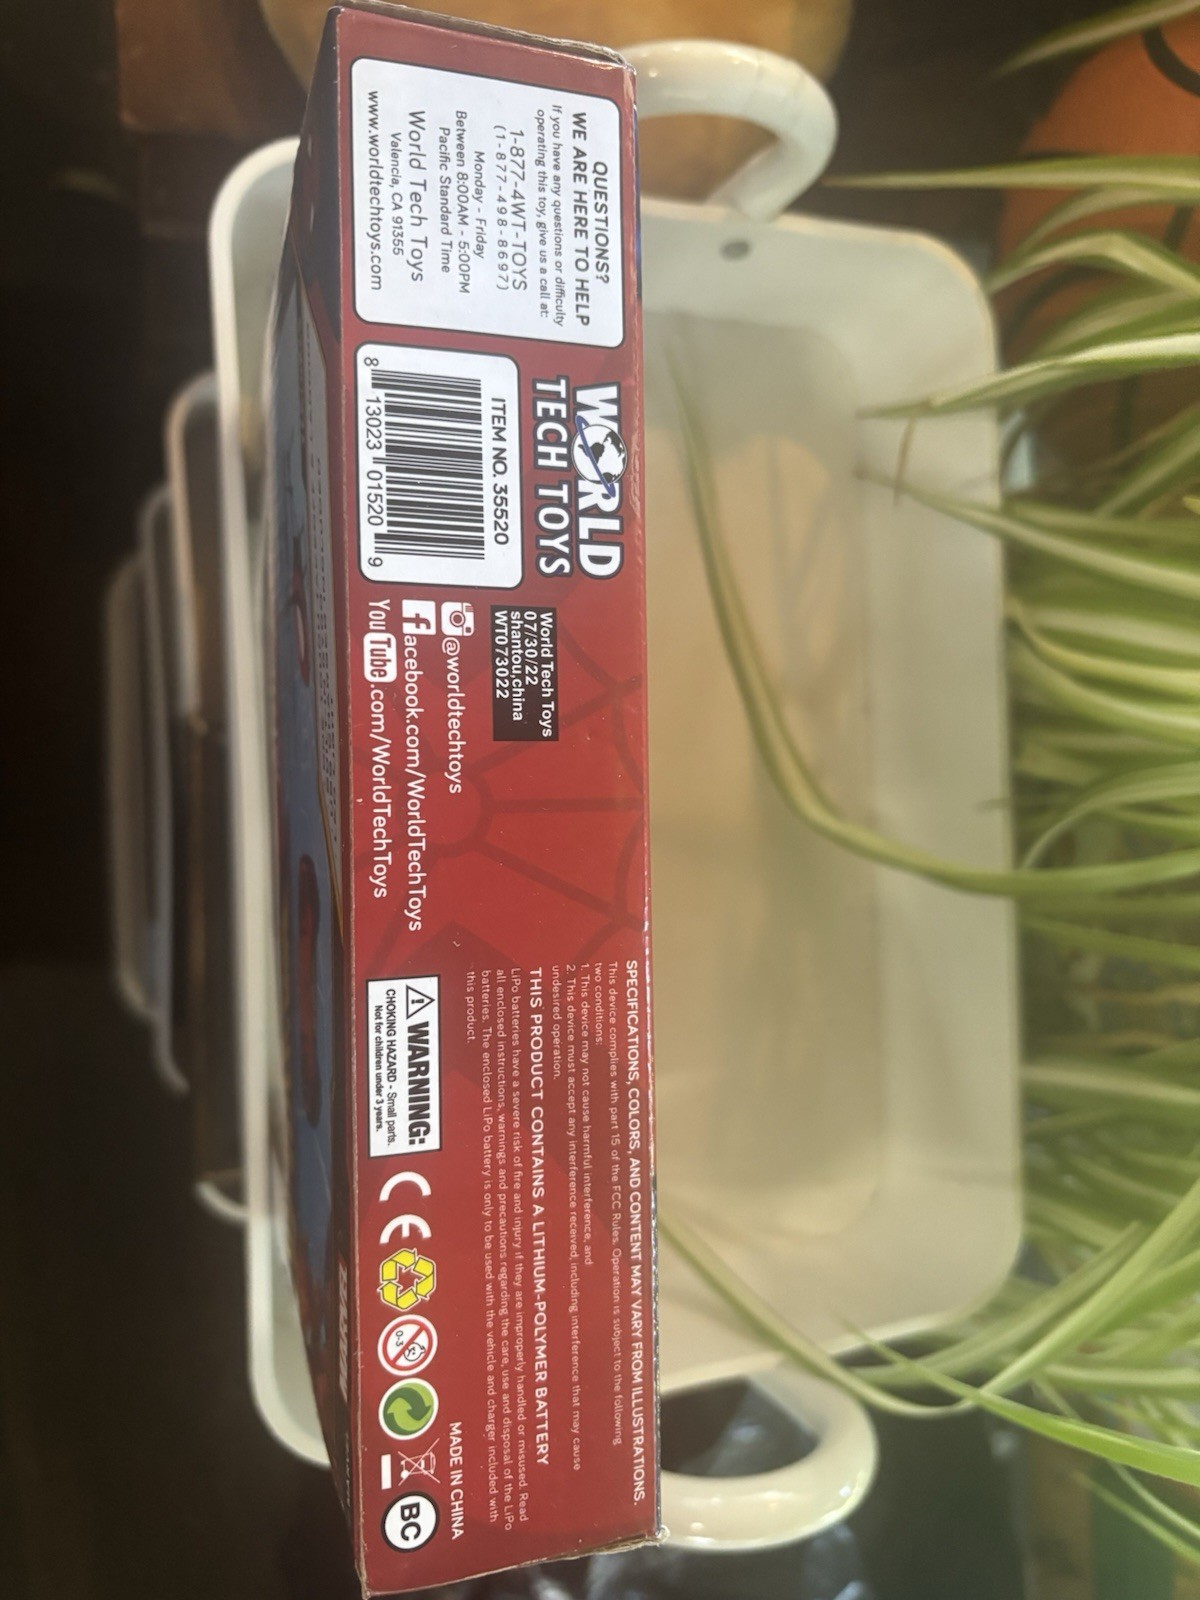 QUESTIONS?
WE ARE HERE TO HELP
If you have any questions or difficulty
operating this toy, give us a call at:
1-877-4WT-TOYS
(1-877-498-8697)
Monday - Friday
Between 8:00AM - 5:00PM
Pacific Standard Time
World Tech Toys
Valencia, CA 91355
www.worldtechtoys.com
WORLD
TECH TOYS
ITEM NO. 35520
8 13023 01520 9
World Tech Toys
07/30/22
shantou,china
WT073022
@worldtechtoys
facebook.com/WorldTechToys
YouTube.com/WorldTechToys
SPECIFICATIONS, COLORS, AND CONTENT MAY VARY FROM ILLUSTRATIONS.
This device complies with part 15 of the FCC Rules. Operation is subject to the following
two conditions:
1. This device may not cause harmful interference, and
2. This device must accept any interference received, including interference that may cause
undesired operation.
THIS PRODUCT CONTAINS A LITHIUM-POLYMER BATTERY
LiPo batteries have a severe risk of fire and injury if they are improperly handled or misused. Read
all enclosed instructions, warnings and precautions regarding the care, use and disposal of the LiPo
batteries. The enclosed LiPo battery is only to be used with the vehicle and charger included with
this product.
MADE IN CHINA
WARNING:
CHOKING HAZARD - Small parts.
Not for children under 3 years.
CE
0-3
BC